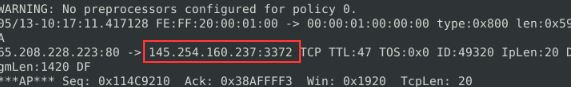 WARNING: No preprocessors configured for policy 0.
05/13-10:17:11.417128 FE:FF:20:00:01:00 -> 00:00:01:00:00:00 type:0x800 len:0x59
A
65.208.228.223:80 -> 145.254.160.237:3372 TCP TTL:47 TOS:0x0 ID:49320 IpLen:20 D
gmLen:1420 DF
***AP*** Seq: 0x114C9210 Ack: 0x38AFFFF3 Win: 0x1920 TcpLen: 20